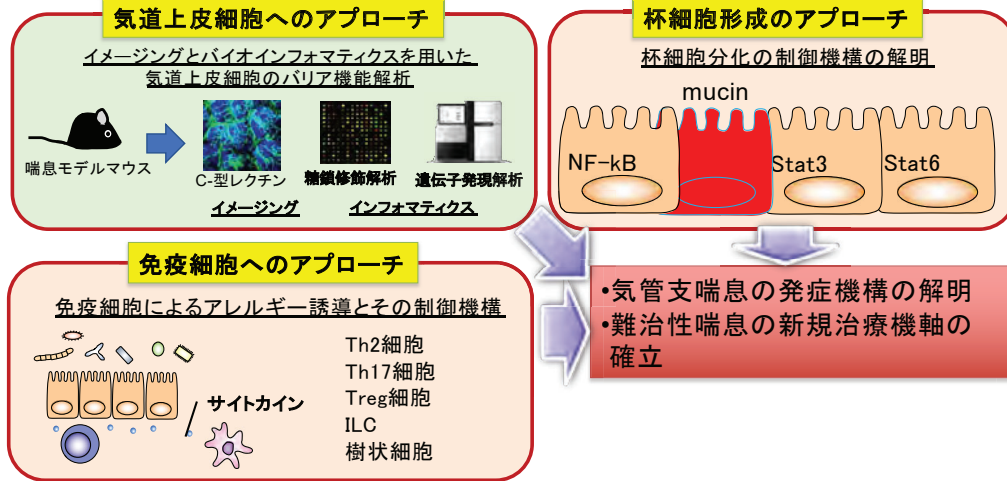 気道上皮細胞へのアプローチ
イメージングとバイオインフォマティクスを用いた
気道上皮細胞のバリア機能解析
喘息モデルマウス
C-型レクチン
糖鎖修飾解析
遺伝子発現解析
イメージング
インフォマティクス
杯細胞形成のアプローチ
杯細胞分化の制御機構の解明
mucin
NF-kB
Stat3
Stat6
免疫細胞へのアプローチ
免疫細胞によるアレルギー誘導とその制御機構
Th2細胞
Th17細胞
Treg細胞
ILC
樹状細胞
サイトカイン
•気管支喘息の発症機構の解明
•難治性喘息の新規治療機軸の
確立